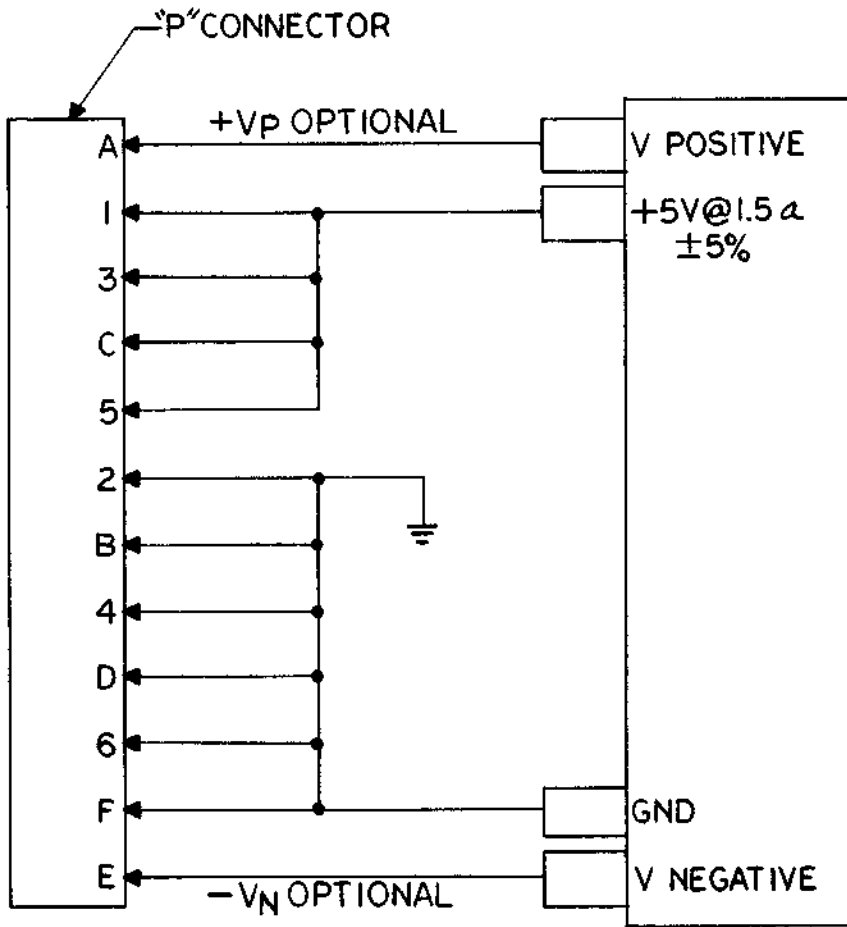 "P" CONNECTOR
+VP OPTIONAL
A
V POSITIVE
1
+5V@1.5 a
±5%
3
C
5
2
B
4
D
6
F
GND
E
-VN OPTIONAL
V NEGATIVE